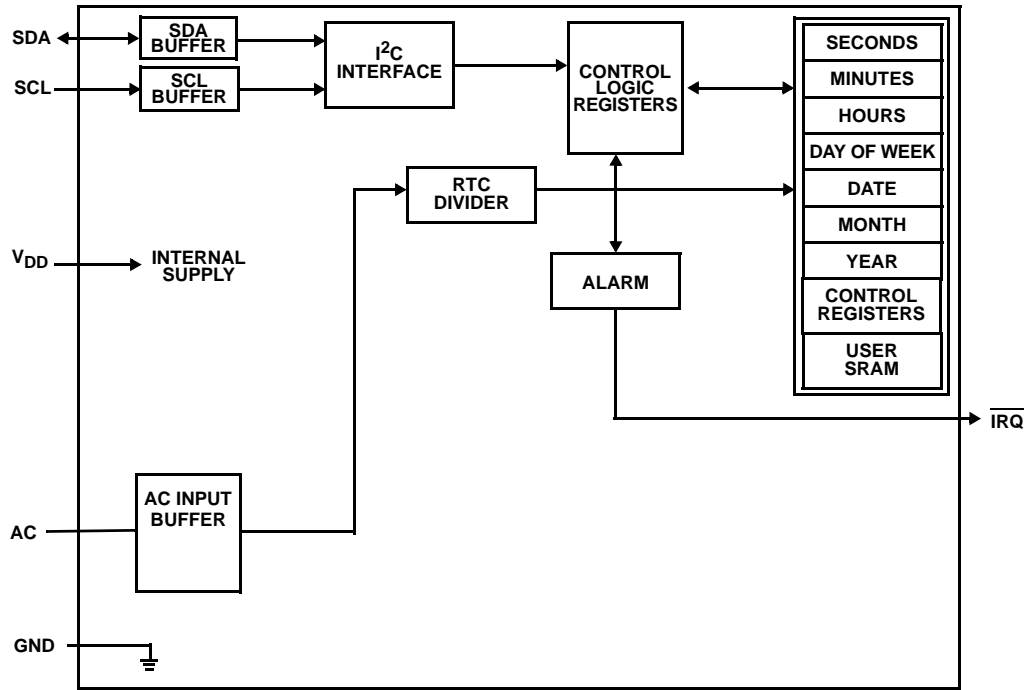 SDA
SDA
BUFFER
SCL
SCL
BUFFER
I²C
INTERFACE
CONTROL
LOGIC
REGISTERS
SECONDS
MINUTES
HOURS
DAY OF WEEK
DATE
MONTH
YEAR
CONTROL
REGISTERS
USER
SRAM
RTC
DIVIDER
VDD
INTERNAL
SUPPLY
ALARM
IRQ
AC
AC INPUT
BUFFER
GND